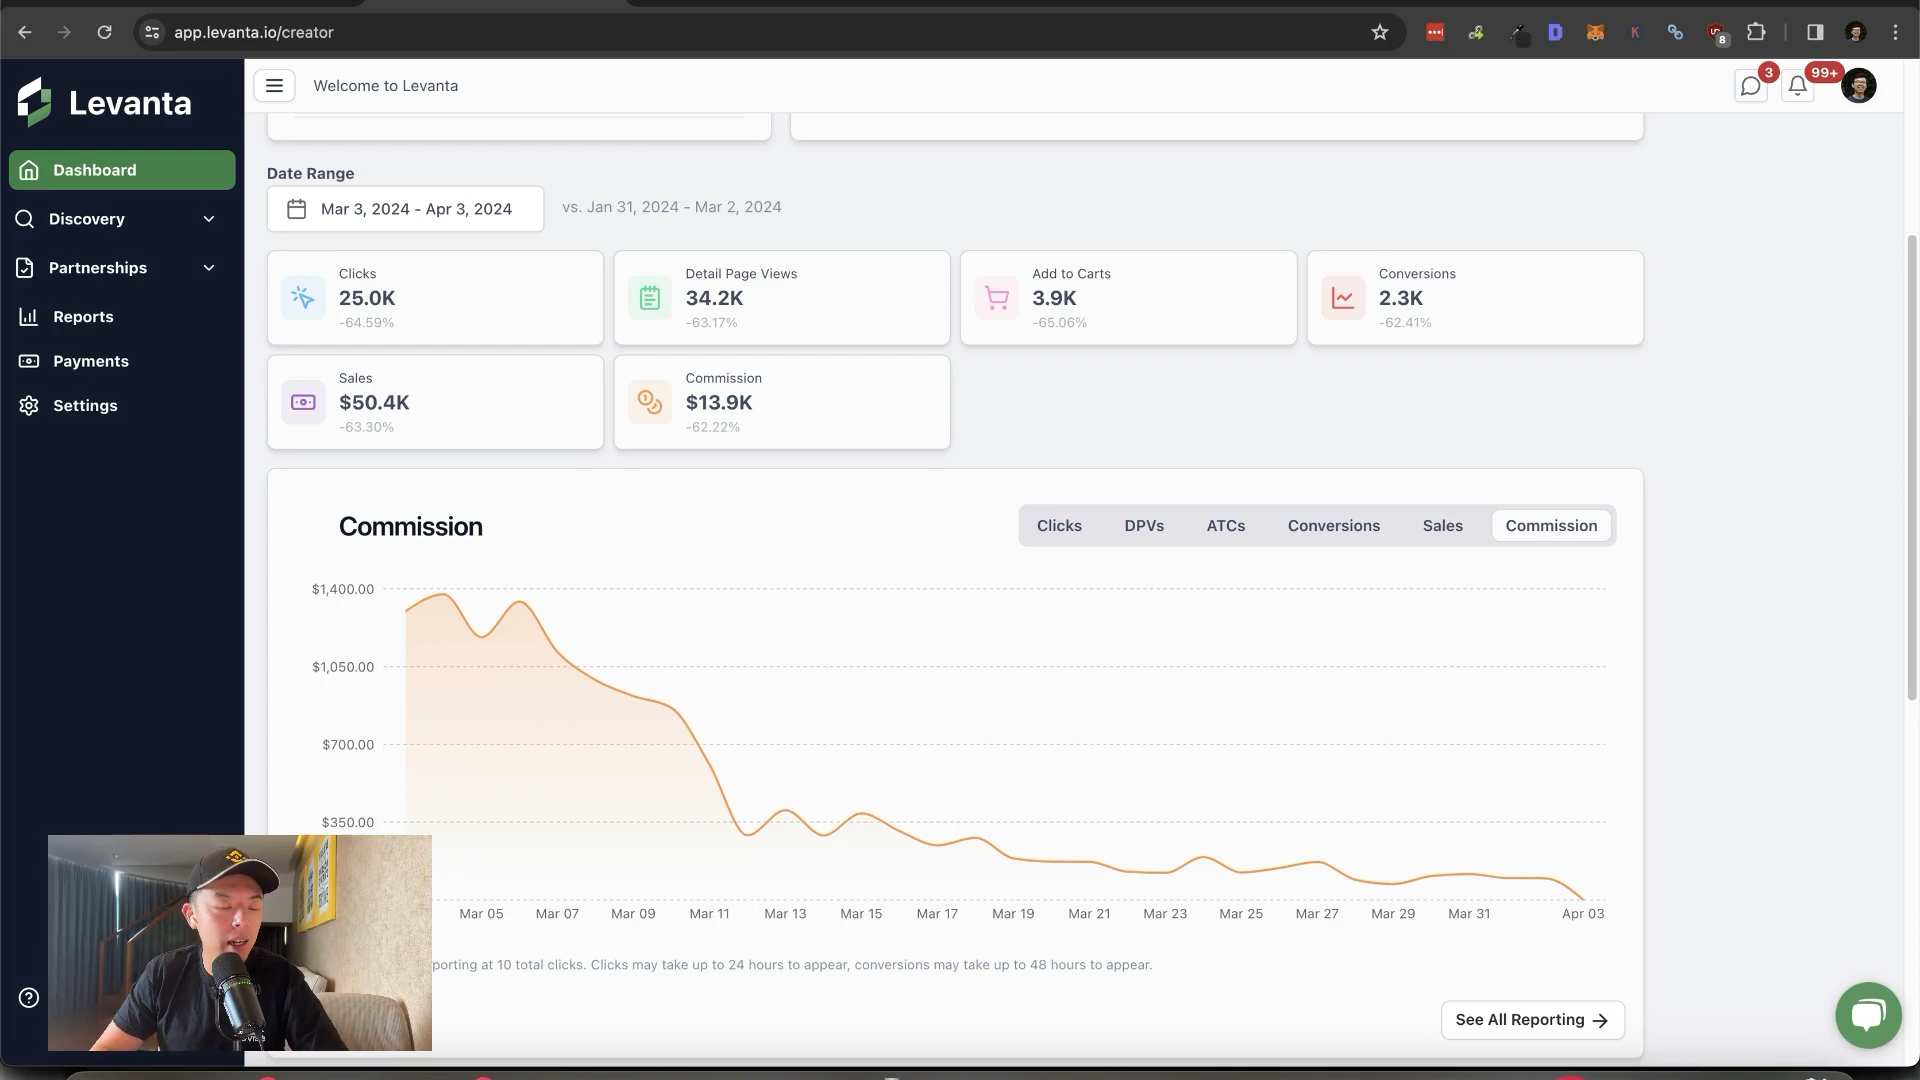 app.levanta.io/creator
8
Levanta
Welcome to Levanta
3
99+
Dashboard
Discovery
Partnerships
Reports
Payments
Settings
Date Range
Mar 3, 2024 - Apr 3, 2024
vs. Jan 31, 2024 - Mar 2, 2024
Clicks
25.0K
-64.59%
Detail Page Views
34.2K
-63.17%
Add to Carts
3.9K
-65.06%
Conversions
2.3K
-62.41%
Sales
$50.4K
-63.30%
Commission
$13.9K
-62.22%
Commission
Clicks DPVs ATCs Conversions Sales Commission
$1,400.00
$1,050.00
$700.00
$350.00
Mar 05 Mar 07 Mar 09 Mar 11 Mar 13 Mar 15 Mar 17 Mar 19 Mar 21 Mar 23 Mar 25 Mar 27 Mar 29 Mar 31 Apr 03
porting at 10 total clicks. Clicks may take up to 24 hours to appear, conversions may take up to 48 hours to appear.
See All Reporting →